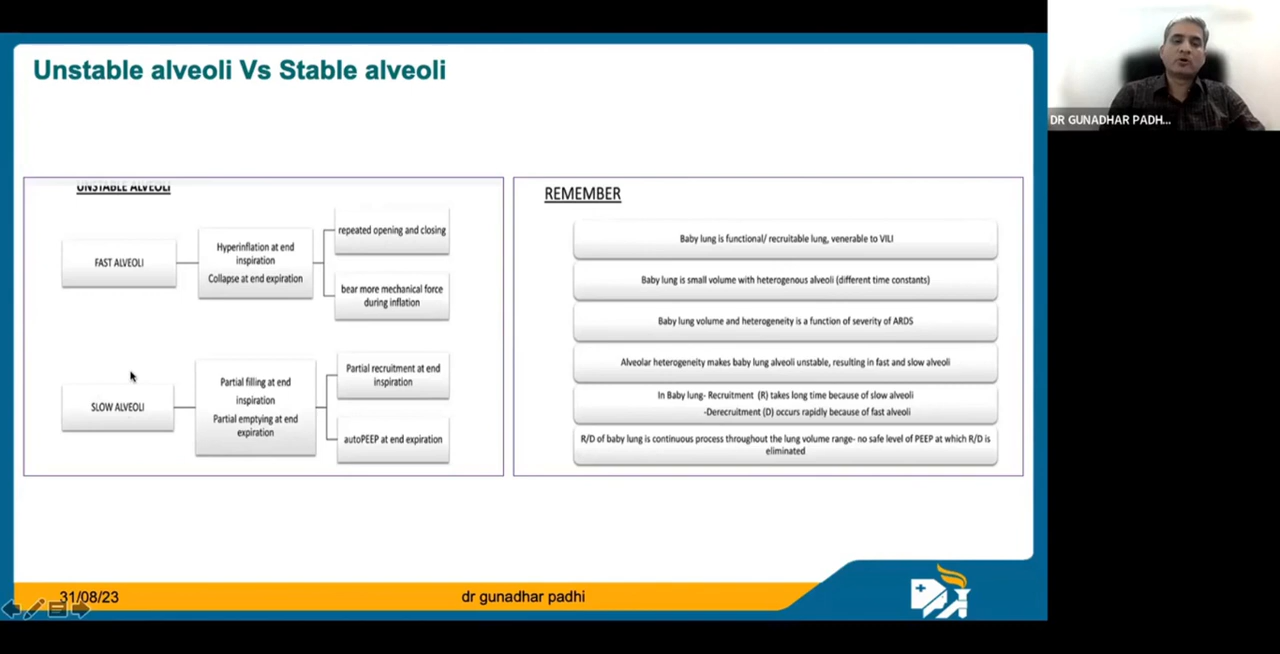 Unstable alveoli Vs Stable alveoli
DR GUNADHAR PADH...
UNSTABLE ALVEOLI
FAST ALVEOLI
Hyperinflation at end
inspiration
Collapse at end expiration
repeated opening and closing
bear more mechanical force
during inflation
SLOW ALVEOLI
Partial filling at end
inspiration
Partial emptying at end
expiration
Partial recruitment at end
inspiration
autoPEEP at end expiration
REMEMBER
Baby lung is functional/ recruitable lung, venerable to VILI
Baby lung is small volume with heterogenous alveoli (different time constants)
Baby lung volume and heterogeneity is a function of severity of ARDS
Alveolar heterogeneity makes baby lung alveoli unstable, resulting in fast and slow alveoli
In Baby lung- Recruitment (R) takes long time because of slow alveoli
-Derecruitment (D) occurs rapidly because of fast alveoli
R/D of baby lung is continuous process throughout the lung volume range- no safe level of PEEP at which R/D is
eliminated
31/08/23
dr gunadhar padhi